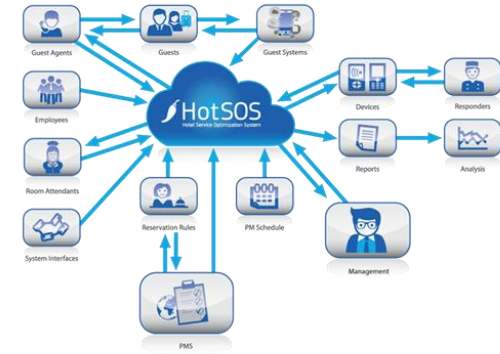 Guest Agents
Guests
Guest Systems
Employees
HotSOS
Hotel Service Optimization System
Devices
Responders
Room Attendants
Reports
Analysis
System Interfaces
Reservation Rules
PM Schedule
Management
PMS